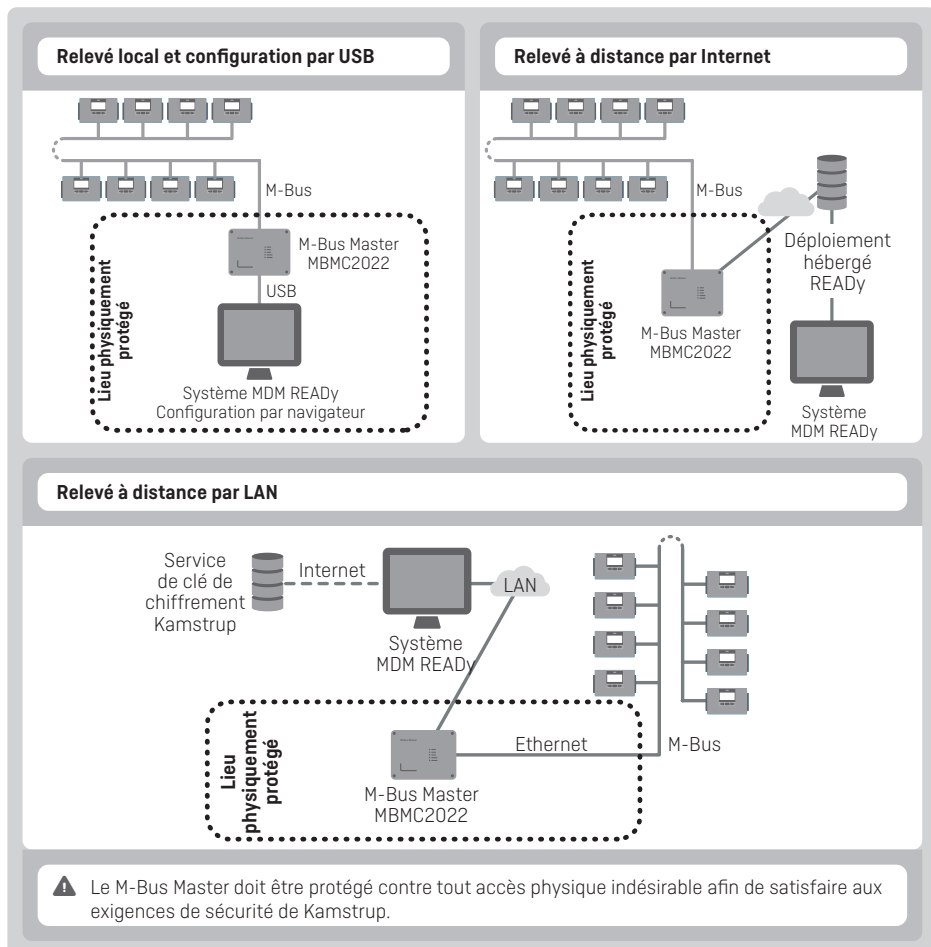 Relevé local et configuration par USB
M-Bus
M-Bus Master
MBMC2022
USB
Lieu physiquement
protégé
Système MDM READy
Configuration par navigateur
Relevé à distance par Internet
M-Bus
Déploiement
hébergé
READy
Lieu physiquement
protégé
M-Bus Master
MBMC2022
Système
MDM READy
Relevé à distance par LAN
Service
de clé de
chiffrement
Kamstrup
Internet
LAN
Système
MDM READy
Lieu
physiquement
protégé
Ethernet
M-Bus
M-Bus Master
MBMC2022
Le M-Bus Master doit être protégé contre tout accès physique indésirable afin de satisfaire aux
exigences de sécurité de Kamstrup.